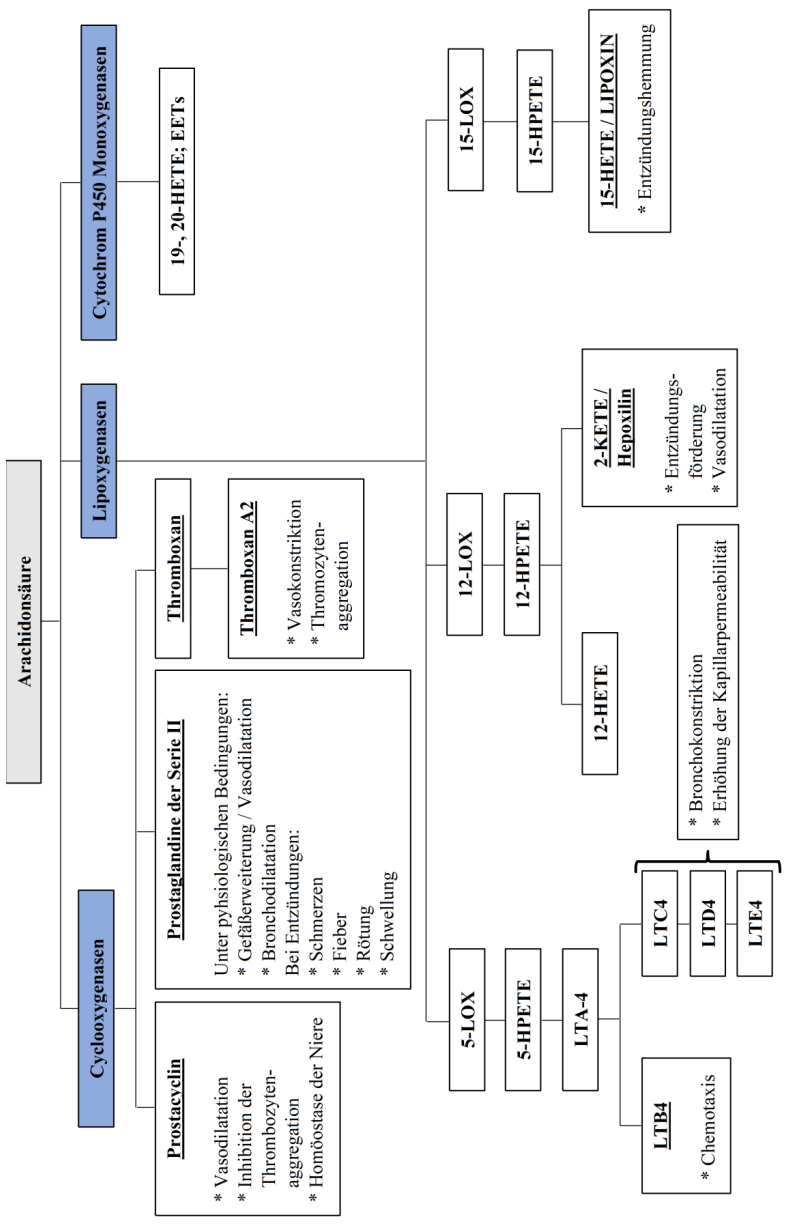 Arachidonsäure
Cyclooxygenasen
Lipoxygenasen
Cytochrom P450 Monoxygenasen
Prostacyclin
* Vasodilatation
* Inhibition der
Thrombozyten-
aggregation
* Homöostase der Niere
Prostaglandine der Serie II
Unter pyhsiologischen Bedingungen:
* Gefäßerweiterung / Vasodilatation
* Bronchodilatation
Bei Entzündungen:
* Schmerzen
* Fieber
* Rötung
* Schwellung
Thromboxan
Thromboxan A2
* Vasokonstriktion
* Thromozyten-
aggregation
19-, 20-HETE; EETs
5-LOX
5-HPETE
LTA-4
LTB4
* Chemotaxis
LTC4
LTD4
LTE4
* Bronchokonstriktion
* Erhöhung der Kapillarpermeabilität
12-LOX
12-HPETE
12-HETE
2-KETE /
Hepoxilin
* Entzündungs-
förderung
* Vasodilatation
15-LOX
15-HPETE
15-HETE / LIPOXIN
* Entzündungshemmung